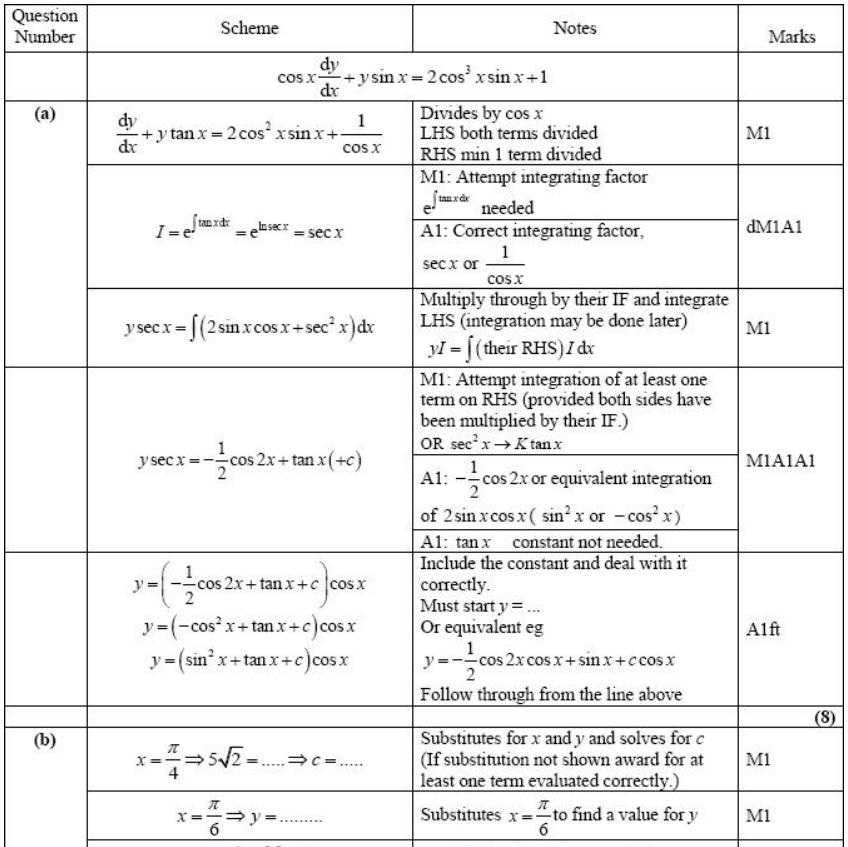 Question Number Scheme Notes Marks
cos x dy/dx + y sin x = 2cos³ x sin x + 1
(a) dy/dx + y tan x = 2cos² x sin x + 1/cos x
Divides by cos x
LHS both terms divided
RHS min 1 term divided
M1
I = e^∫tan x dx = e^ln sec x = sec x
M1: Attempt integrating factor
e^∫tan x dx needed
A1: Correct integrating factor,
sec x or 1/cos x
dM1A1
y sec x = ∫(2 sin x cos x + sec² x)dx
Multiply through by their IF and integrate
LHS (integration may be done later)
yI = ∫(their RHS) I dx
M1
y sec x = −1/2 cos 2x + tan x (+c)
M1: Attempt integration of at least one
term on RHS (provided both sides have
been multiplied by their IF.)
OR sec² x → K tan x
A1: −1/2 cos 2x or equivalent integration
of 2 sin x cos x ( sin² x or −cos² x)
A1: tan x constant not needed.
M1A1A1
y = (−1/2 cos 2x + tan x + c) cos x
y = (−cos² x + tan x + c) cos x
y = (sin² x + tan x + c) cos x
Include the constant and deal with it
correctly.
Must start y = ...
Or equivalent eg
y = −1/2 cos 2x cos x + sin x + c cos x
Follow through from the line above
A1ft
(8)
(b) x = π/4 ⇒ 5√2 = ..... ⇒ c = .....
Substitutes for x and y and solves for c
(If substitution not shown award for at
least one term evaluated correctly.)
M1
x = π/6 ⇒ y = .........
Substitutes x = π/6 to find a value for y
M1